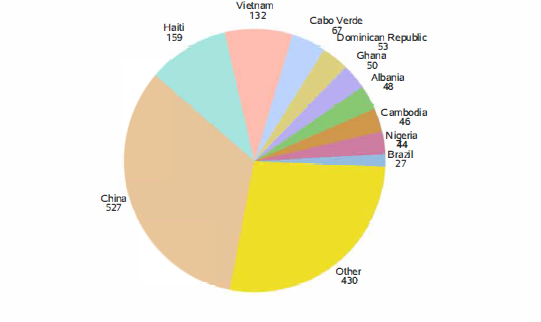 Vietnam
132
Cabo Verde
67
Dominican Republic
53
Ghana
50
Albania
48
Cambodia
46
Nigeria
44
Brazil
27
Other
430
China
527
Haiti
159